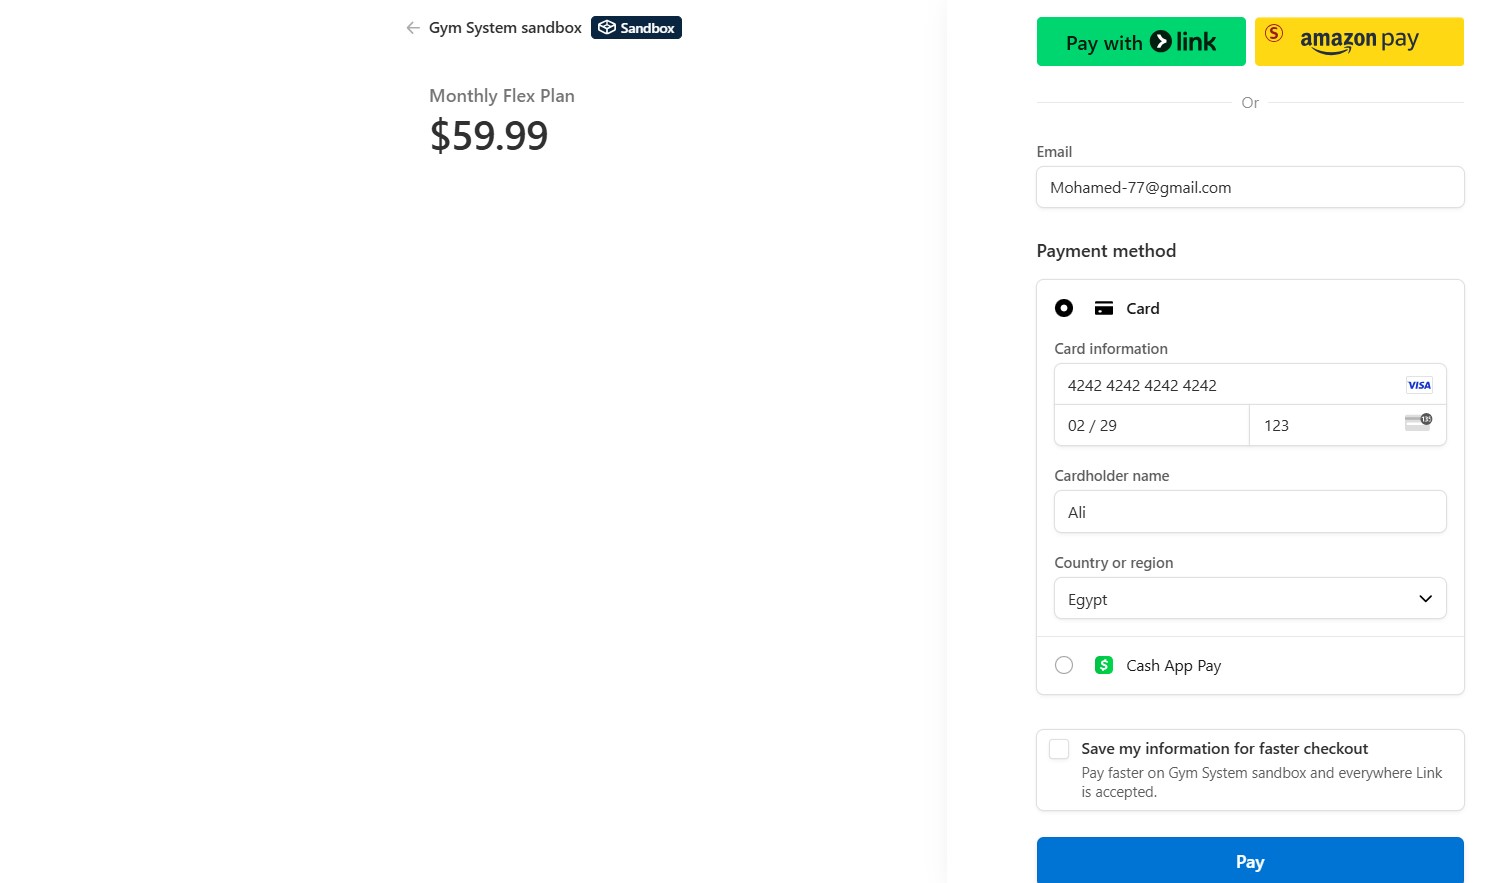 Gym System sandbox Sandbox
Monthly Flex Plan
$59.99
Pay with link
S amazon pay
Or
Email
Mohamed-77@gmail.com
Payment method
Card
Card information
4242 4242 4242 4242 VISA
02 / 29 123
Cardholder name
Ali
Country or region
Egypt
$ Cash App Pay
Save my information for faster checkout
Pay faster on Gym System sandbox and everywhere Link
is accepted.
Pay